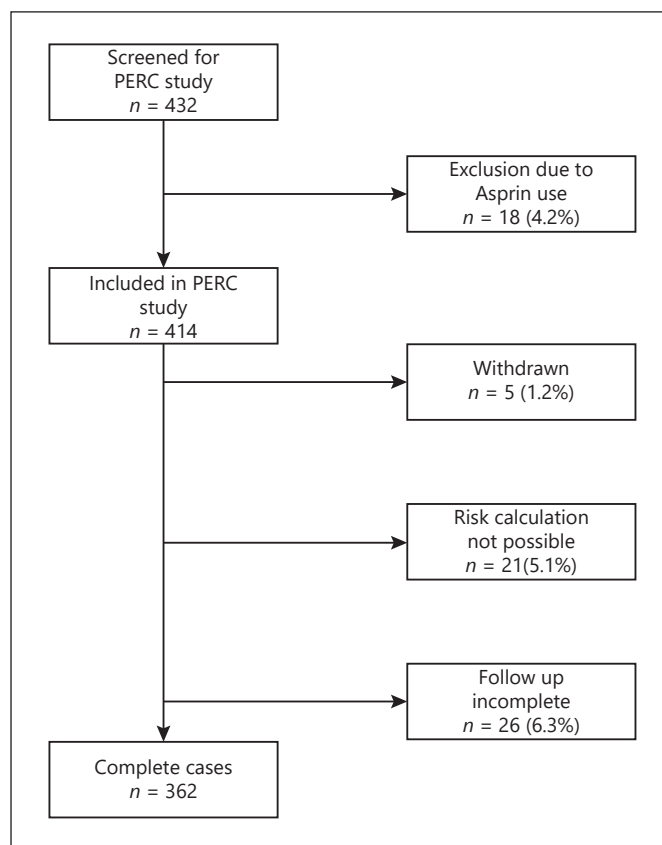 Screened for
PERC study
n = 432
Exclusion due to
Asprin use
n = 18 (4.2%)
Included in PERC
study
n = 414
Withdrawn
n = 5 (1.2%)
Risk calculation
not possible
n = 21(5.1%)
Follow up
incomplete
n = 26 (6.3%)
Complete cases
n = 362